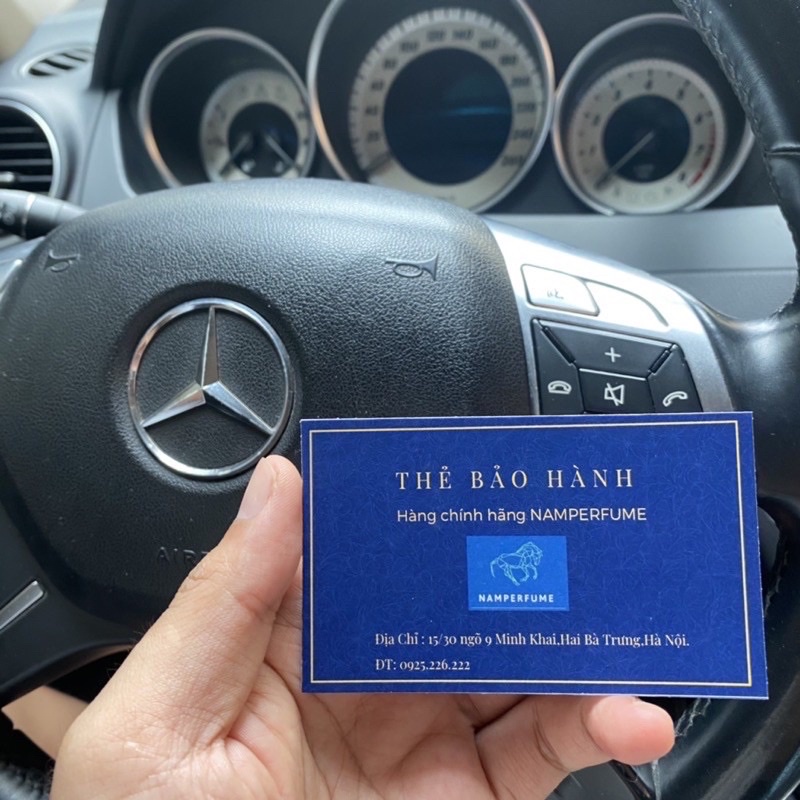 AIR
THẺ BẢO HÀNH
Hàng chính hãng NAMPERFUME
NAMPERFUME
Địa Chỉ : 15/30 ngõ 9 Minh Khai,Hai Bà Trưng,Hà Nội.
ĐT: 0925.226.222